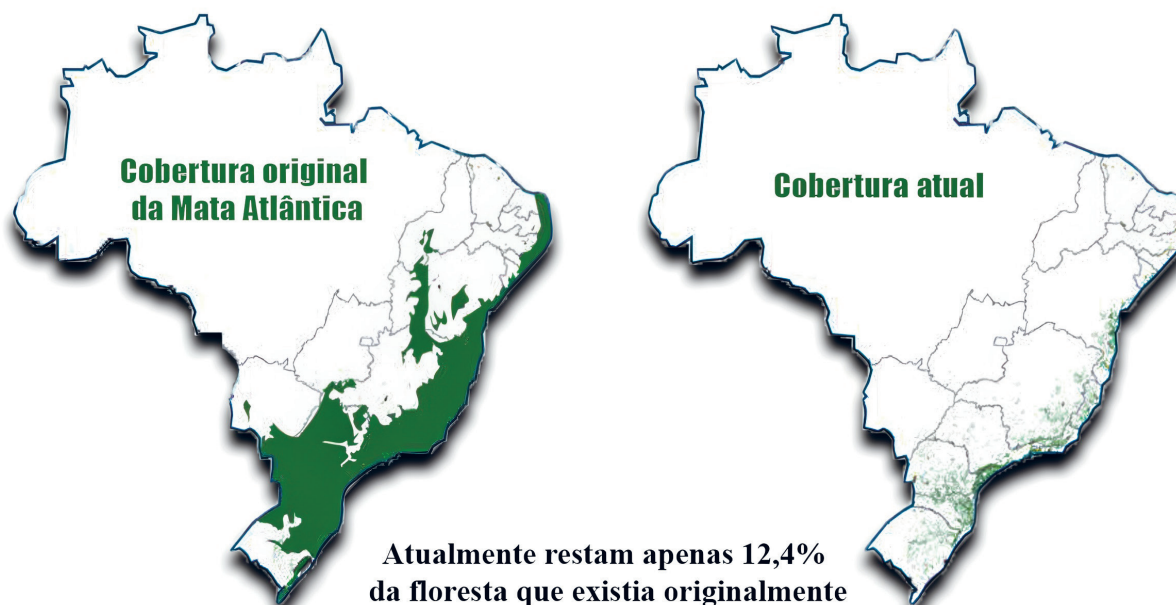 Cobertura original
da Mata Atlântica
Cobertura atual
Atualmente restam apenas 12,4%
da floresta que existia originalmente